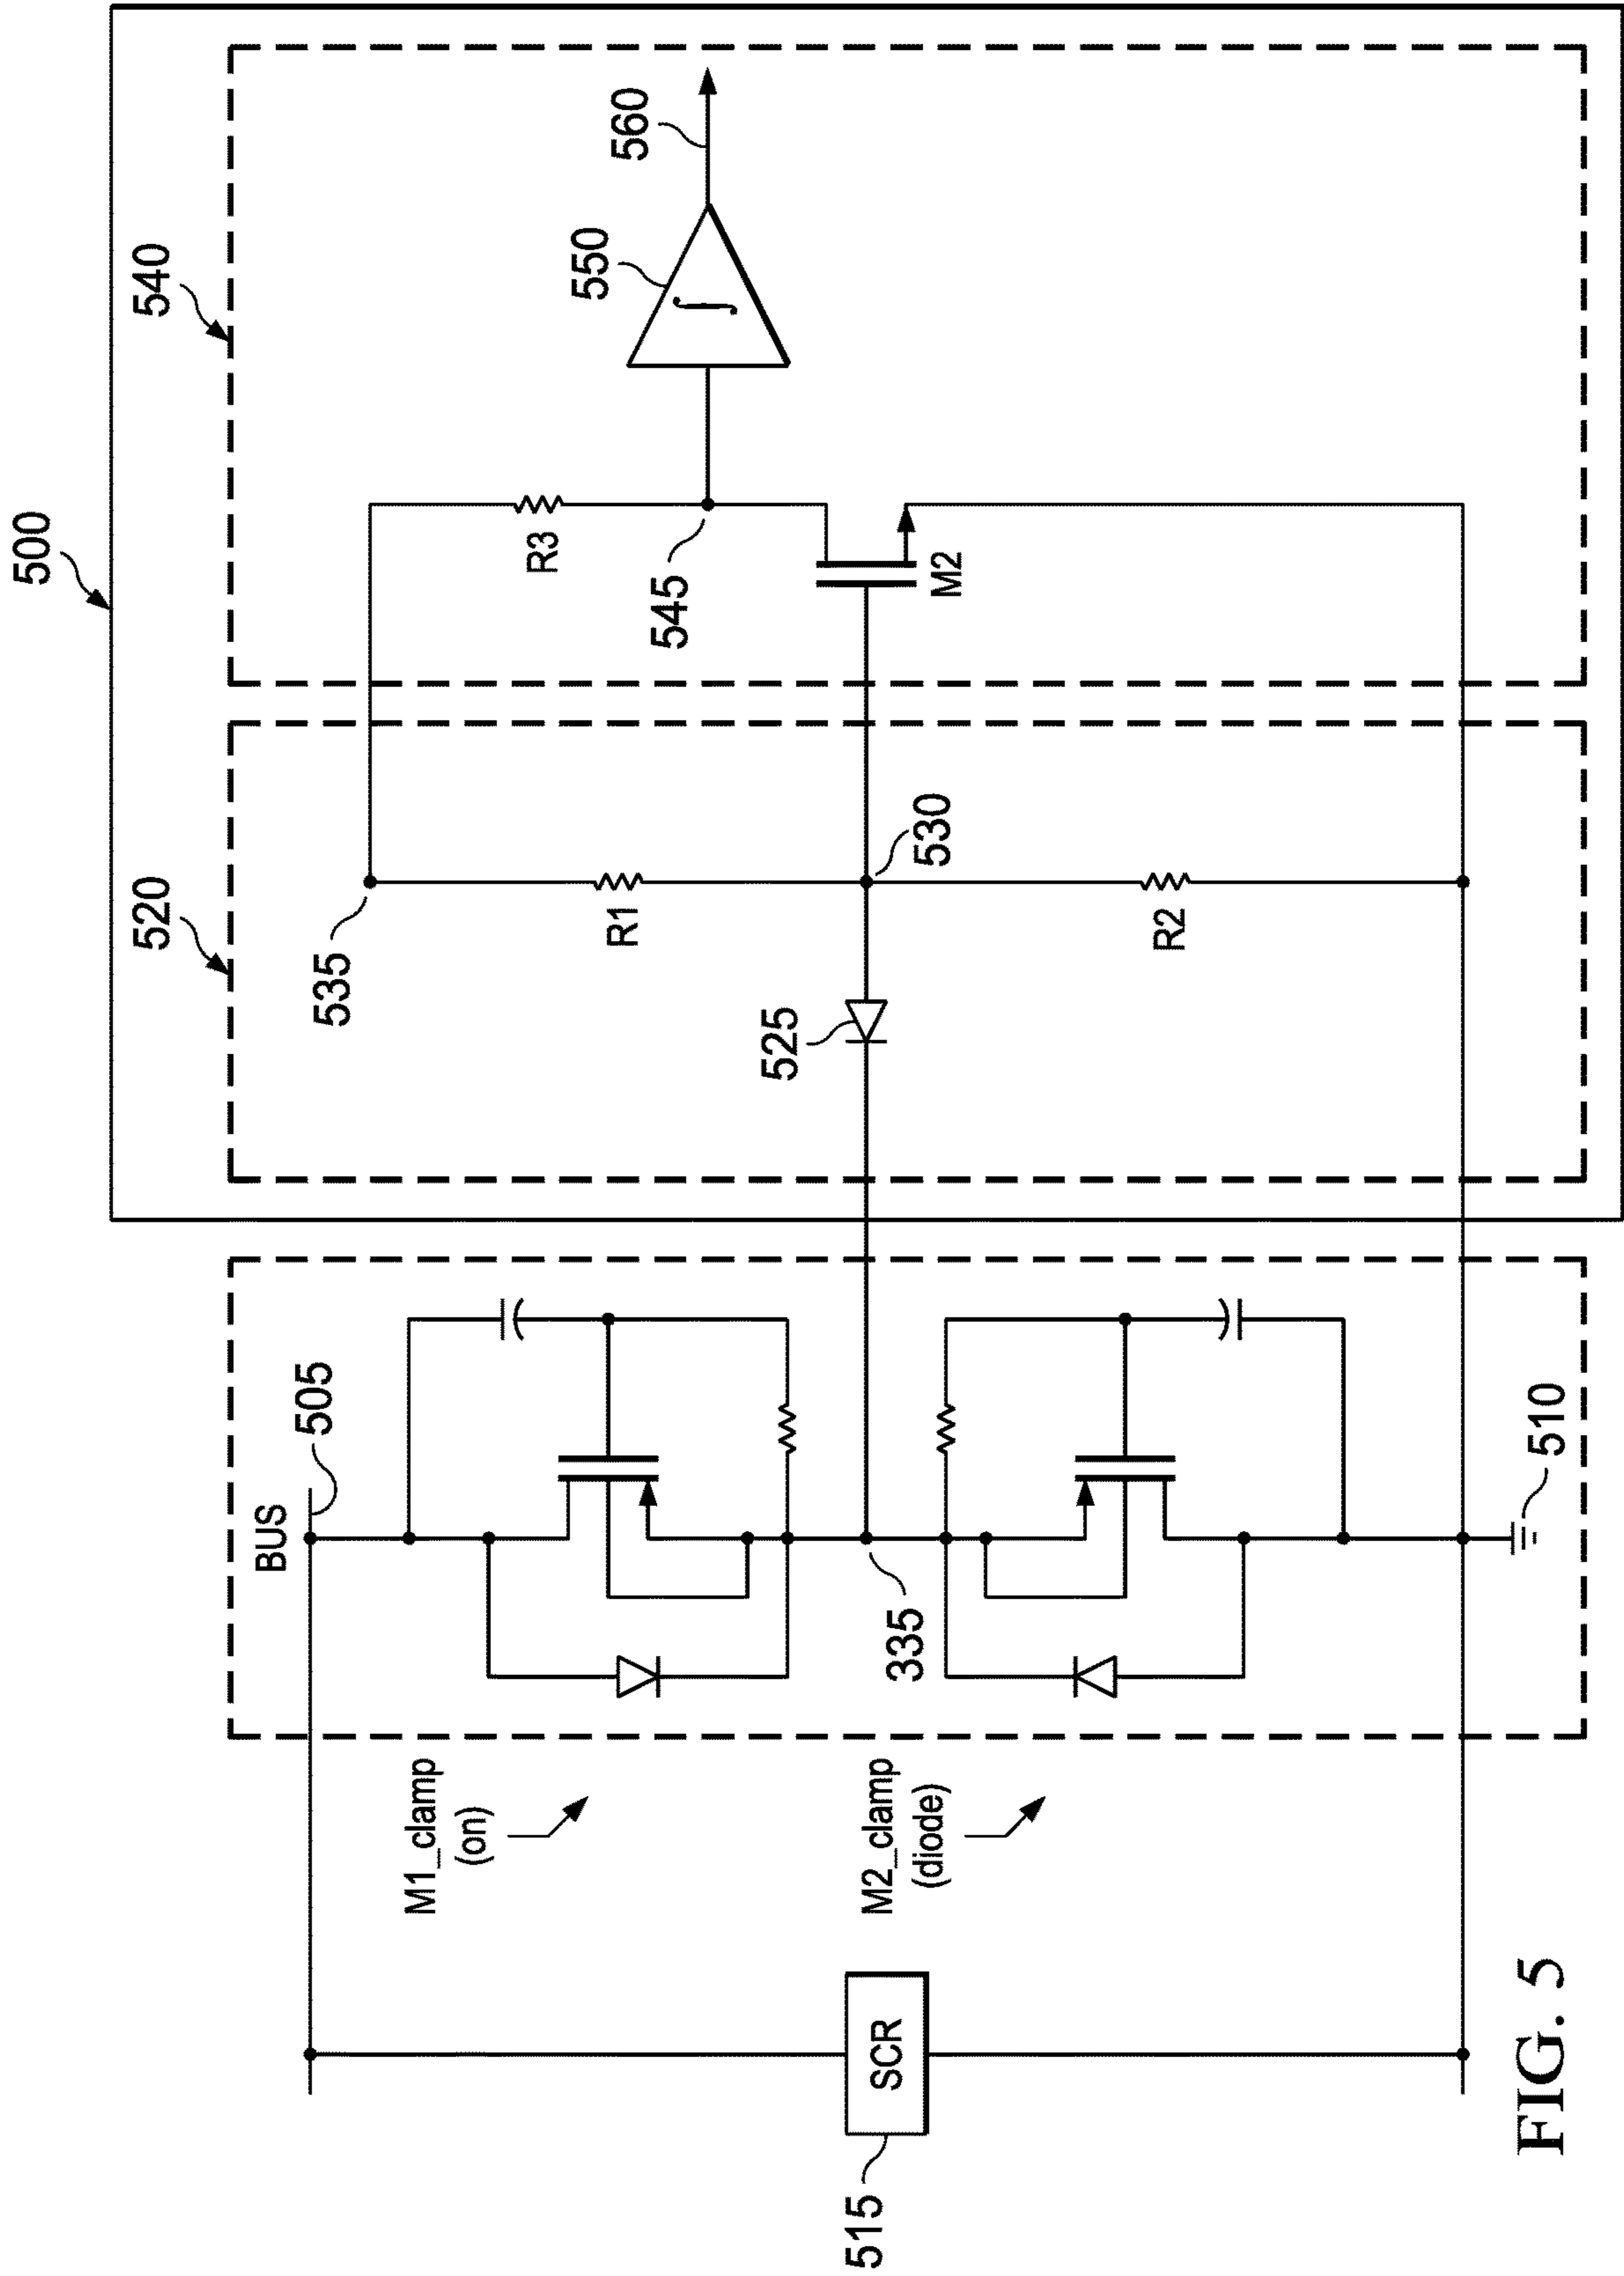 500
520
540
BUS
505
535
R3
560
550
ʃ
545
M1_clamp
(on)
R1
525
530
M2
335
M2_clamp
(diode)
SCR
515
R2
510
FIG. 5